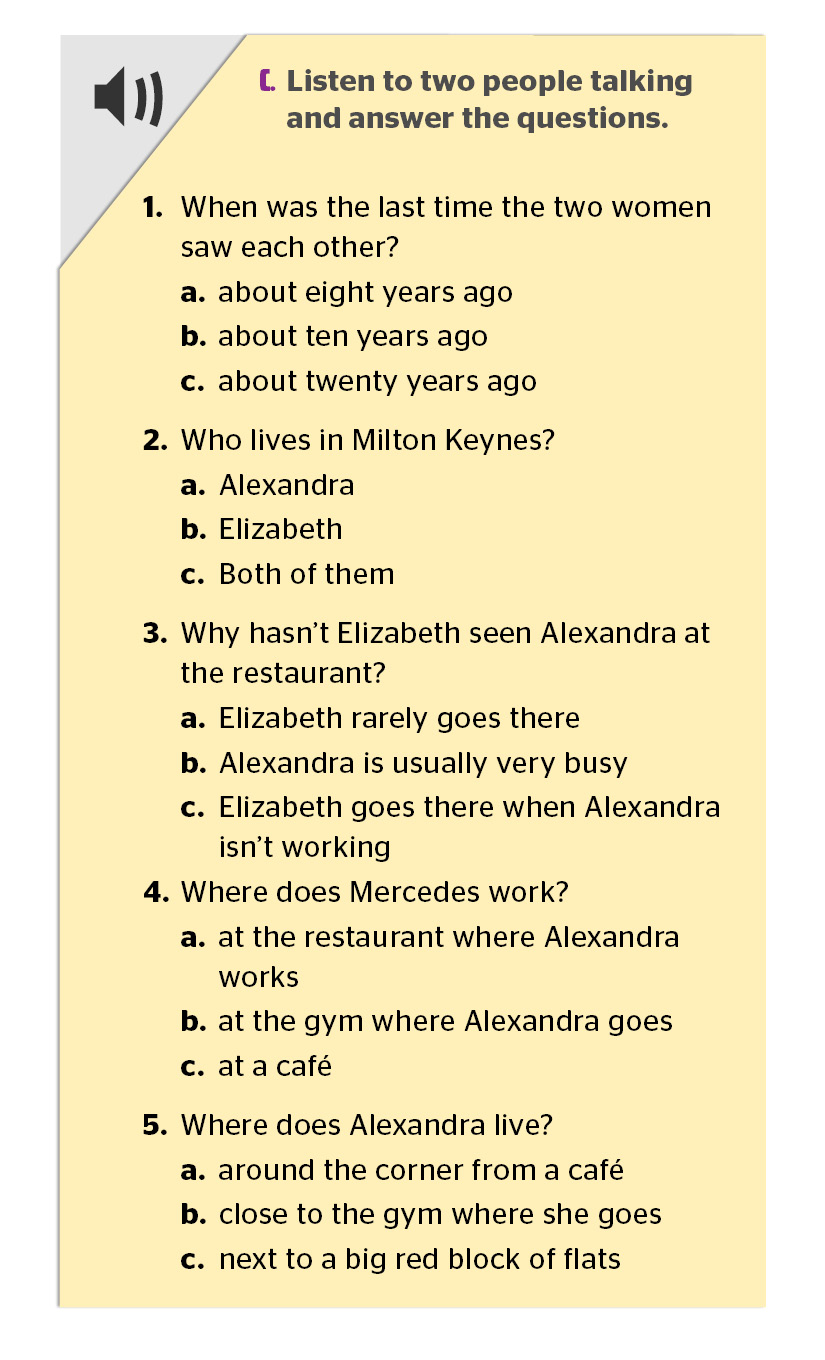 C. Listen to two people talking
and answer the questions.
1. When was the last time the two women
saw each other?
a. about eight years ago
b. about ten years ago
c. about twenty years ago
2. Who lives in Milton Keynes?
a. Alexandra
b. Elizabeth
c. Both of them
3. Why hasn’t Elizabeth seen Alexandra at
the restaurant?
a. Elizabeth rarely goes there
b. Alexandra is usually very busy
c. Elizabeth goes there when Alexandra
isn’t working
4. Where does Mercedes work?
a. at the restaurant where Alexandra
works
b. at the gym where Alexandra goes
c. at a café
5. Where does Alexandra live?
a. around the corner from a café
b. close to the gym where she goes
c. next to a big red block of flats